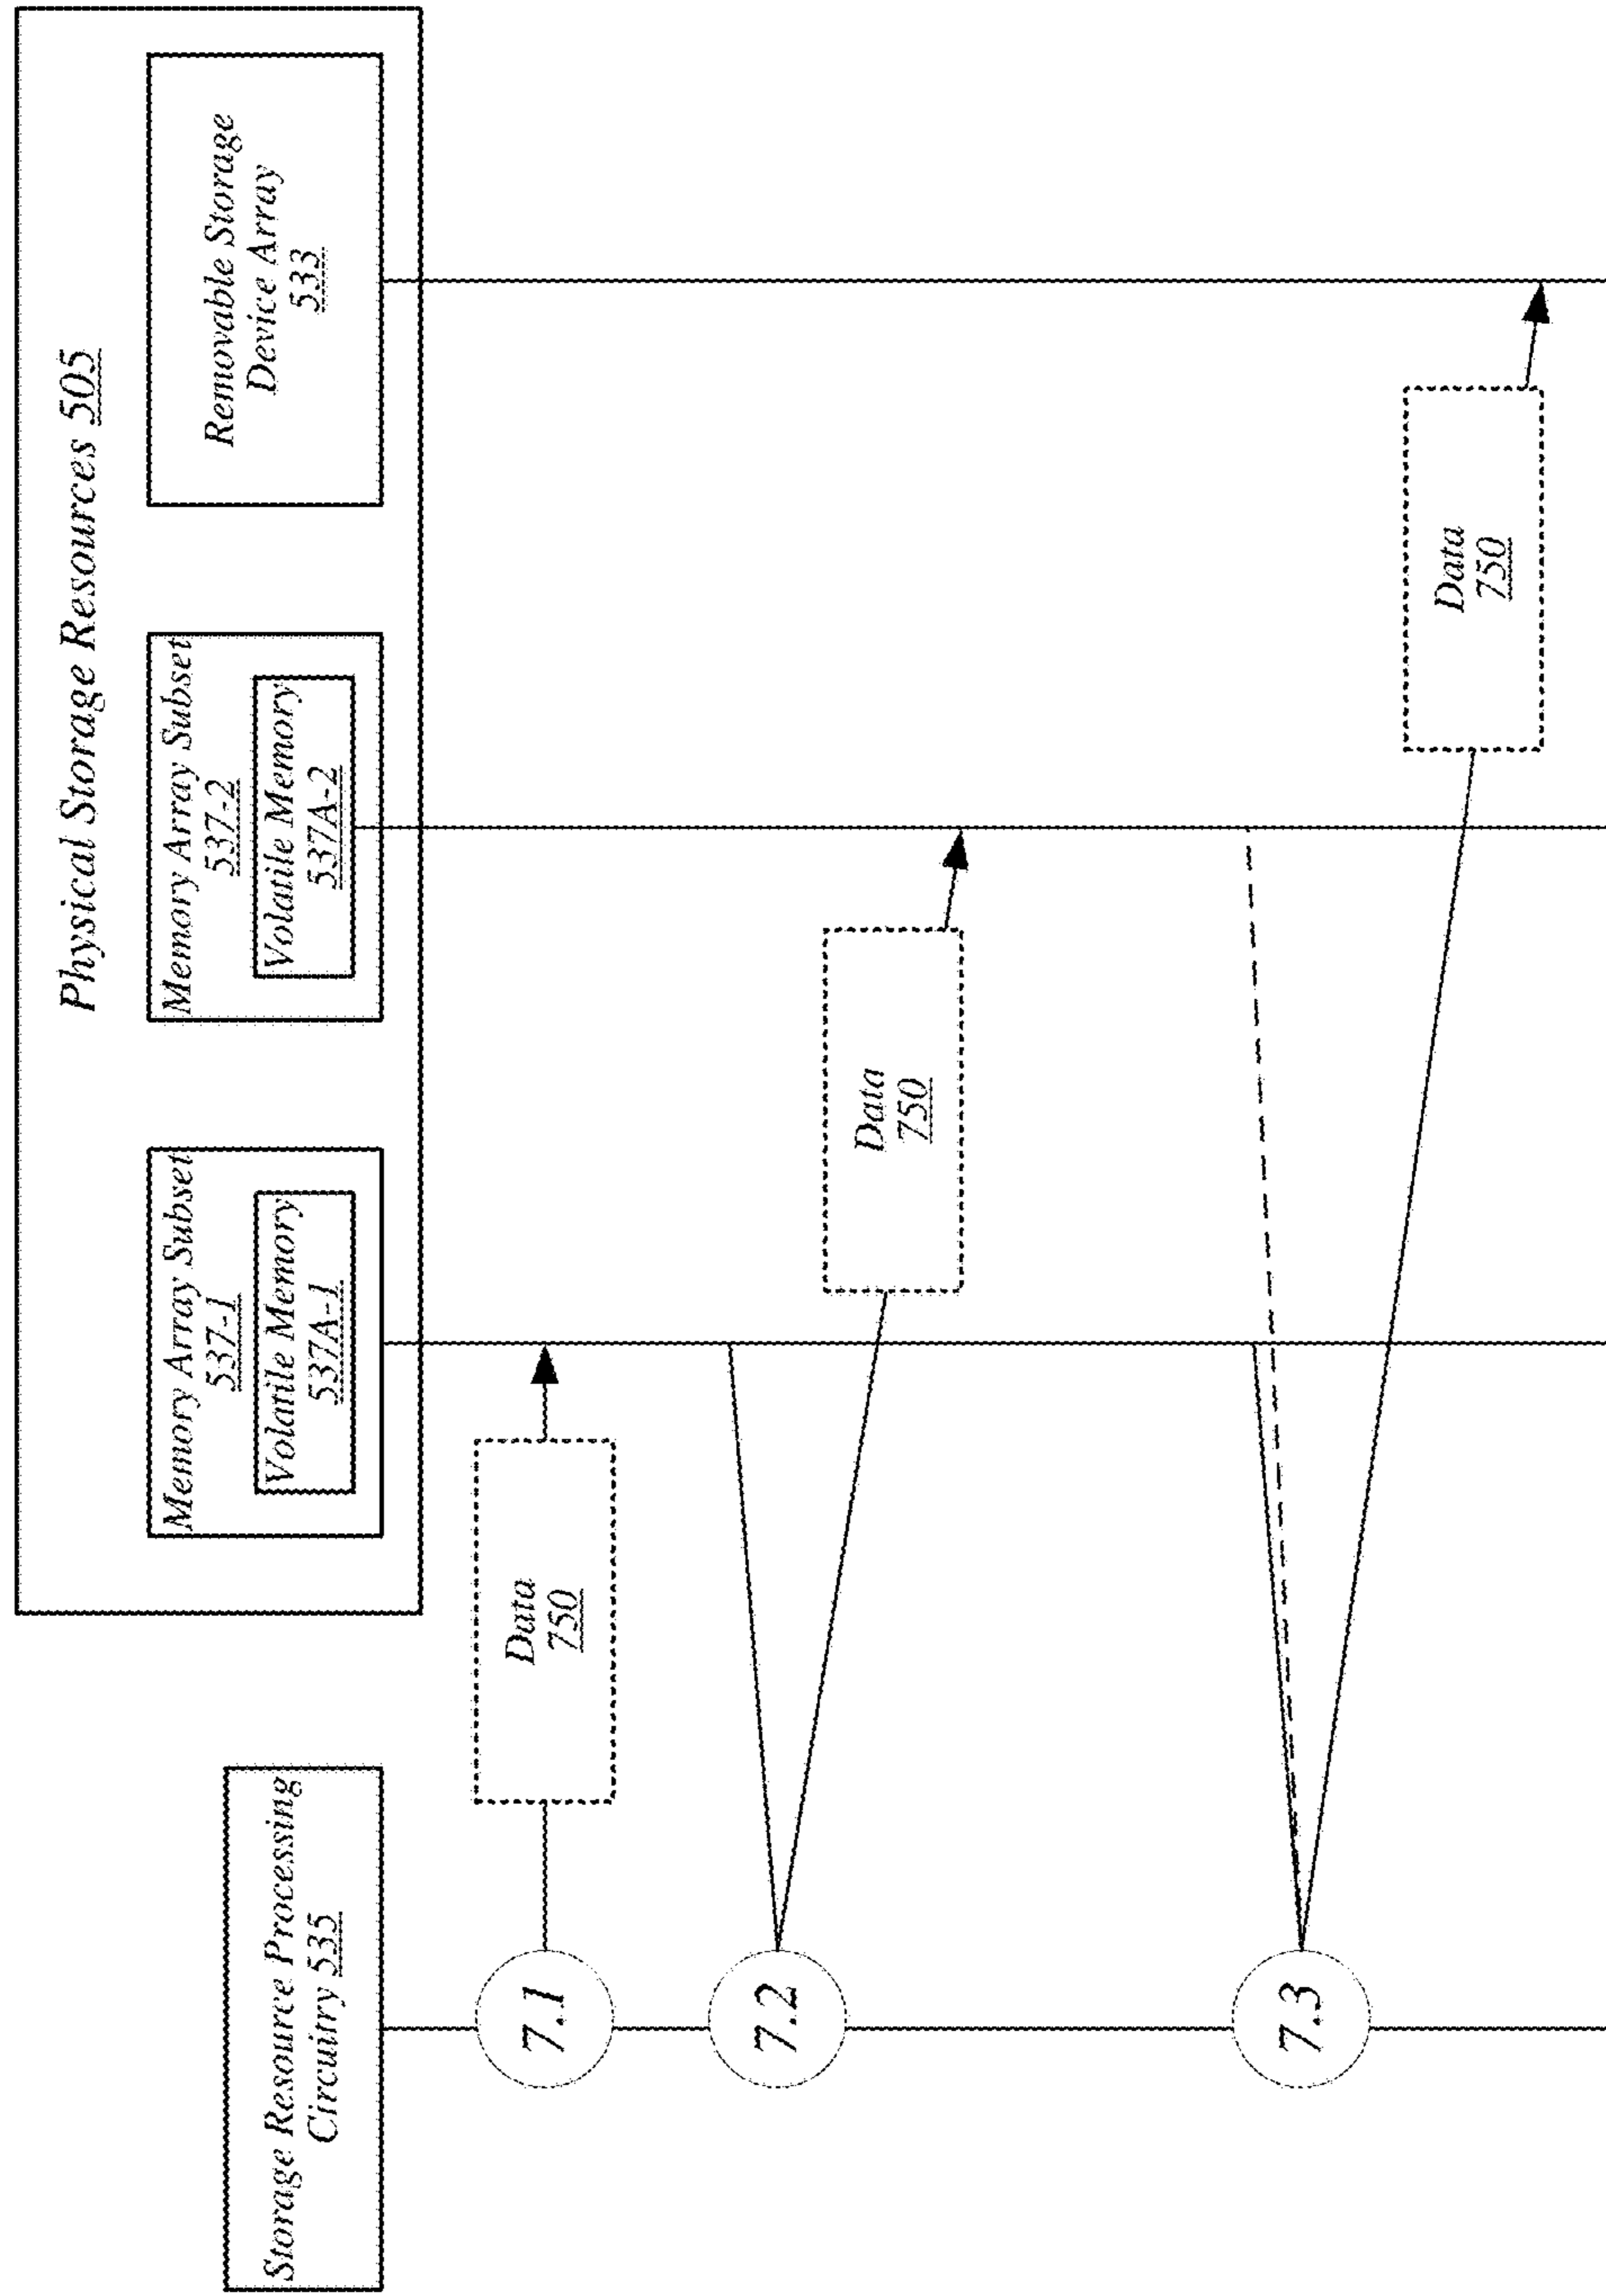 Physical Storage Resources 505
Storage Resource Processing
Circuitry 535
Memory Array Subset
537-1
Volatile Memory
537A-1
Memory Array Subset
537-2
Volatile Memory
537A-2
Removable Storage
Device Array
533
7.1
Data
750
7.2
Data
750
7.3
Data
750